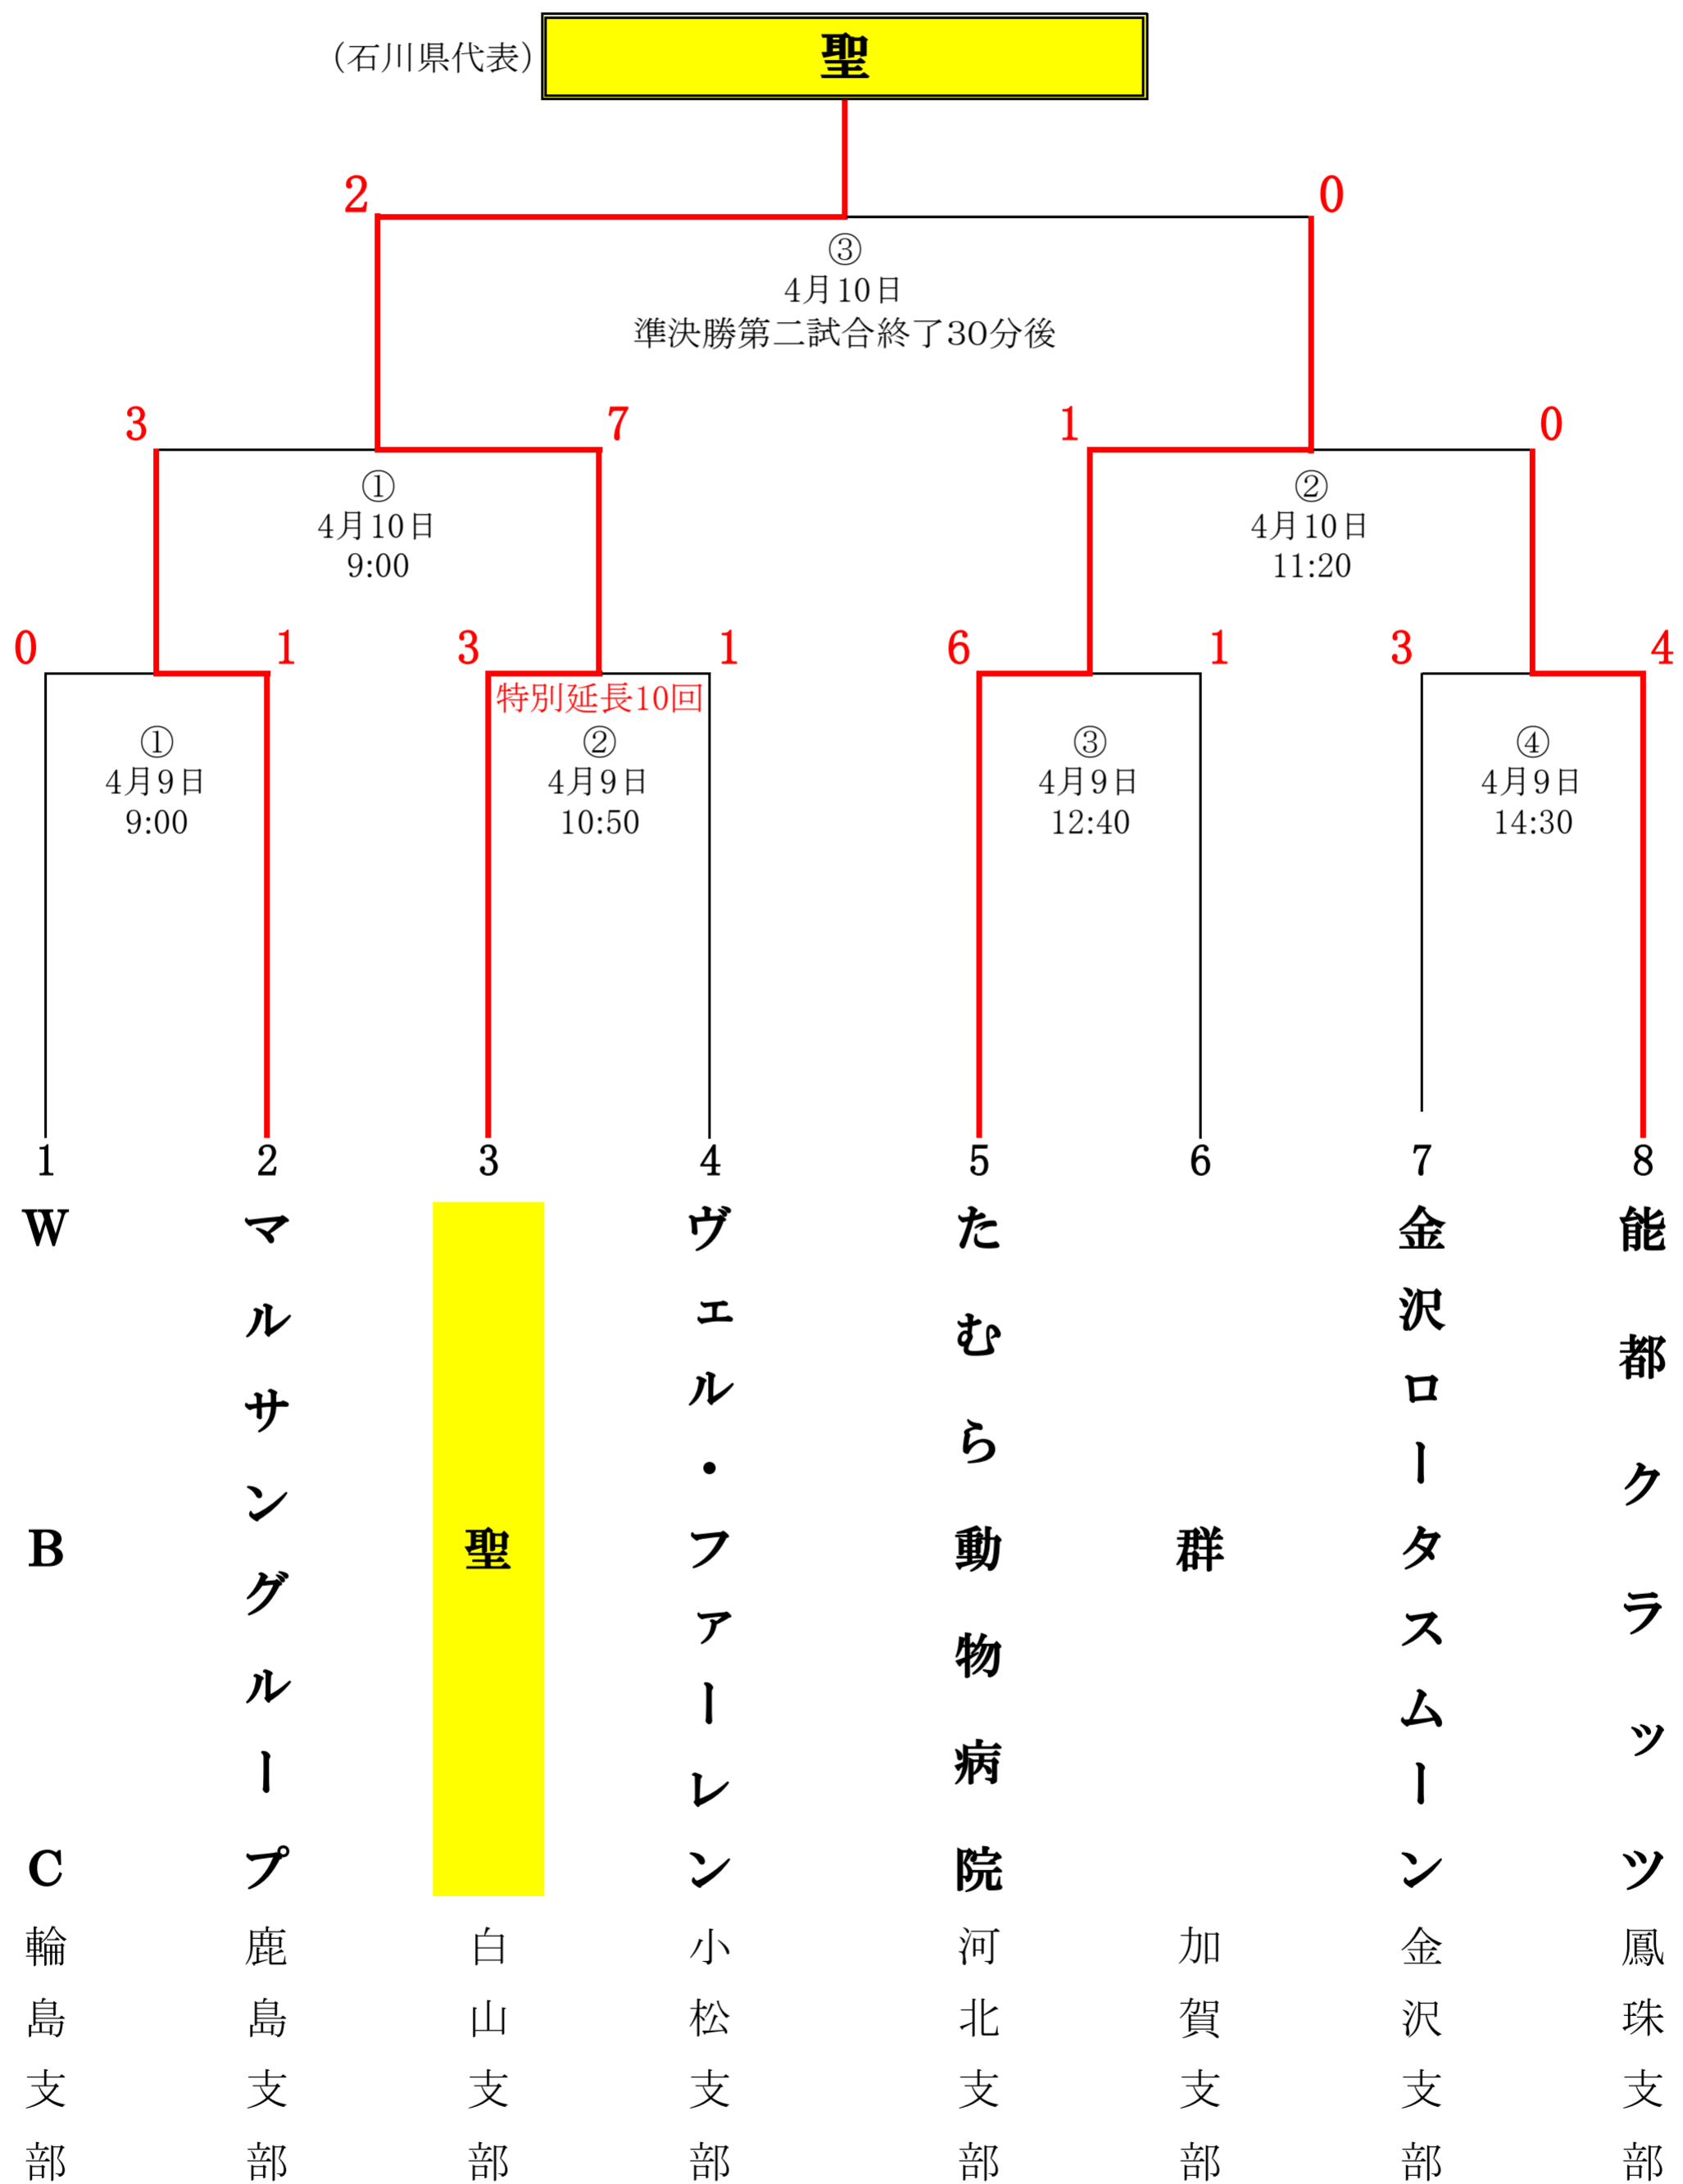 (石川県代表)
聖
2
0
③
4月10日
準決勝第二試合終了30分後
3
7
1
0
①
4月10日
9:00
②
4月10日
11:20
0
1
3
1
6
1
3
4
特別延長10回
①
4月9日
9:00
②
4月9日
10:50
③
4月9日
12:40
④
4月9日
14:30
1
WBC
輪島支部
2
マルサングループ
鹿島支部
3
聖
白山支部
4
ヴェル・ファーレン
小松支部
5
たむら動物病院
河北支部
6
群
加賀支部
7
金沢ロータスムーン
金沢支部
8
能都クラッツ
鳳珠支部